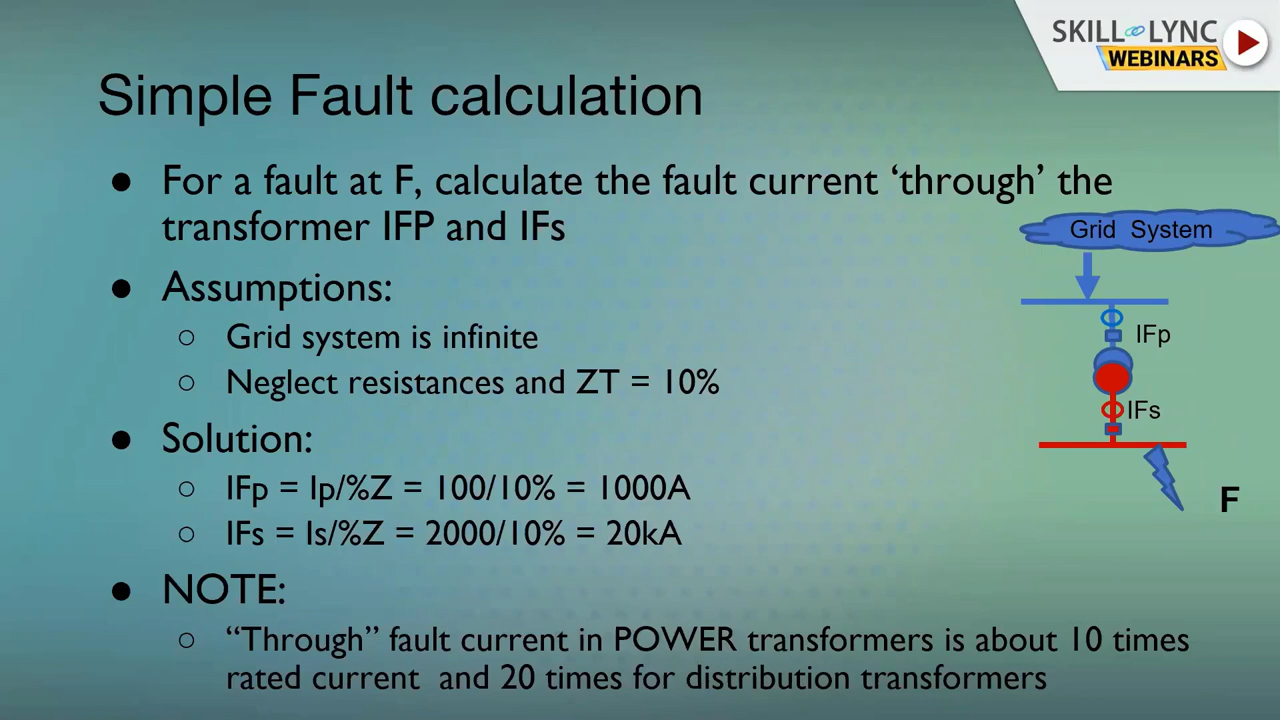 SKILL LYNC
WEBINARS
Simple Fault calculation
● For a fault at F, calculate the fault current ‘through’ the
transformer IFP and IFs
● Assumptions:
○ Grid system is infinite
○ Neglect resistances and ZT = 10%
● Solution:
○ IFp = Ip/%Z = 100/10% = 1000A
○ IFs = Is/%Z = 2000/10% = 20kA
● NOTE:
○ “Through” fault current in POWER transformers is about 10 times
rated current and 20 times for distribution transformers
Grid System
IFp
IFs
F